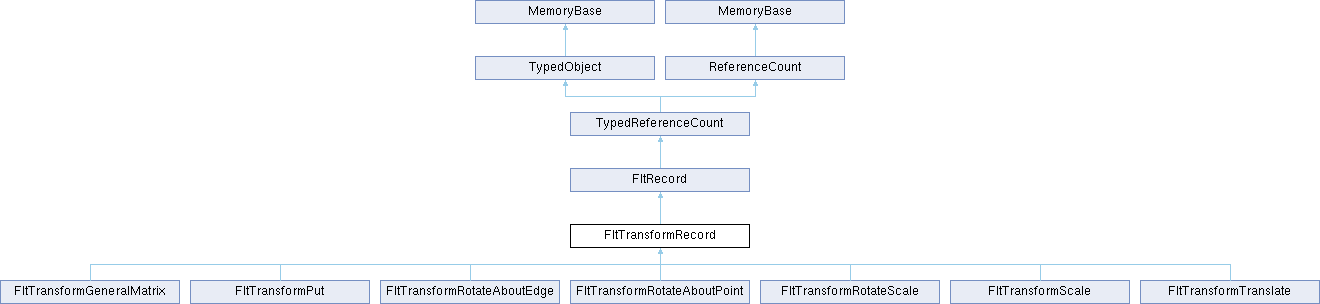 MemoryBase
MemoryBase
TypedObject
ReferenceCount
TypedReferenceCount
FltRecord
FltTransformRecord
FltTransformGeneralMatrix
FltTransformPut
FltTransformRotateAboutEdge
FltTransformRotateAboutPoint
FltTransformRotateScale
FltTransformScale
FltTransformTranslate